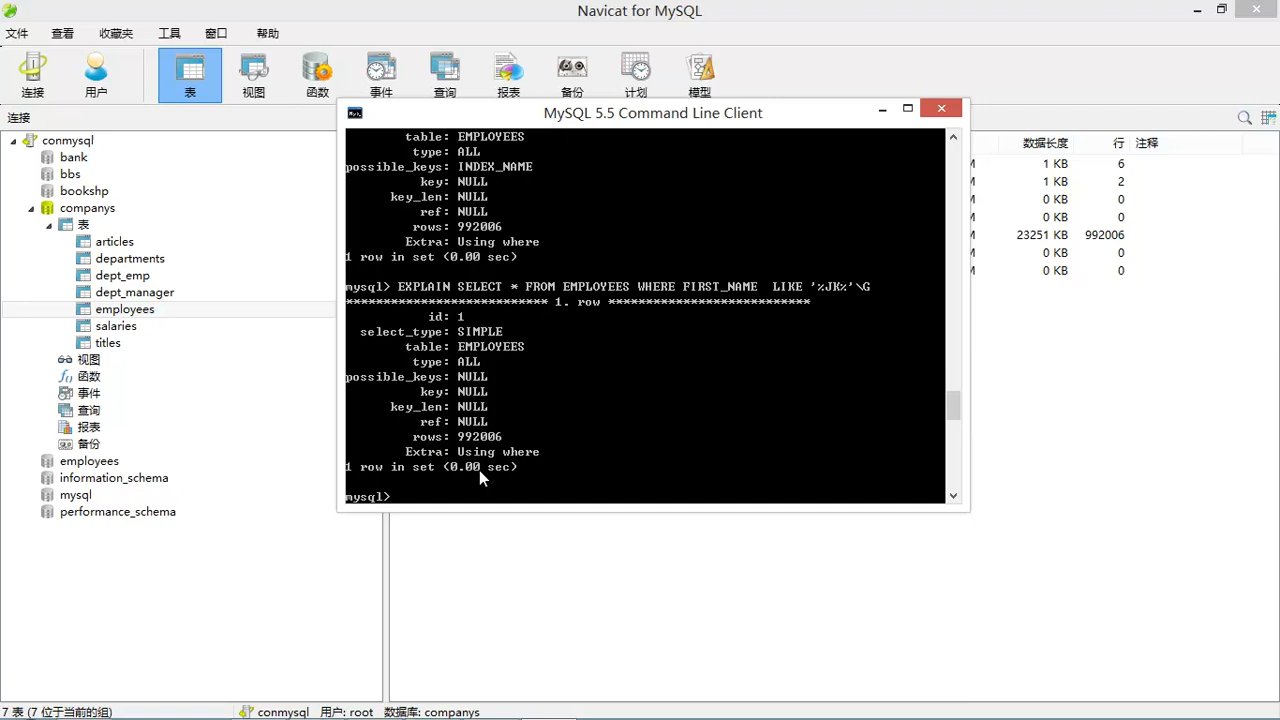 Navicat for MySQL
文件 查看 收藏夹 工具 窗口 帮助
连接 用户 表 视图 函数 事件 查询 报表 备份 计划 模型
连接
conmysql
bank
bbs
bookshp
companys
表
articles
departments
dept_emp
dept_manager
employees
salaries
titles
视图
函数
事件
查询
报表
备份
employees
information_schema
mysql
performance_schema
MySQL 5.5 Command Line Client
table: EMPLOYEES
type: ALL
possible_keys: INDEX_NAME
key: NULL
key_len: NULL
ref: NULL
rows: 992006
Extra: Using where
1 row in set (0.00 sec)
mysql> EXPLAIN SELECT * FROM EMPLOYEES WHERE FIRST_NAME  LIKE '%JK%'\G
*************************** 1. row ***************************
id: 1
select_type: SIMPLE
table: EMPLOYEES
type: ALL
possible_keys: NULL
key: NULL
key_len: NULL
ref: NULL
rows: 992006
Extra: Using where
1 row in set (0.00 sec)
mysql>
数据长度 行 注释
1 KB 6
1 KB 2
0 KB 0
0 KB 0
23251 KB 992006
0 KB 0
0 KB 0
7 表 (7 位于当前的组) conmysql 用户: root 数据库: companys